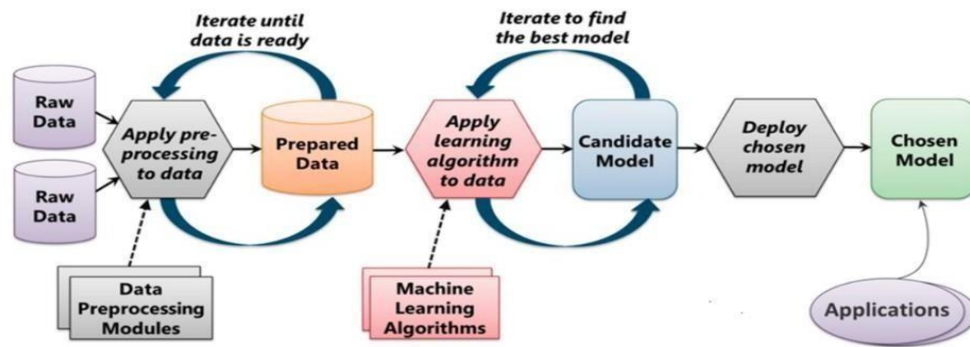 Iterate until
data is ready
Iterate to find
the best model
Raw
Data
Raw
Data
Apply pre-
processing
to data
Prepared
Data
Apply
learning
algorithm
to data
Candidate
Model
Deploy
chosen
model
Chosen
Model
Data
Preprocessing
Modules
Machine
Learning
Algorithms
Applications